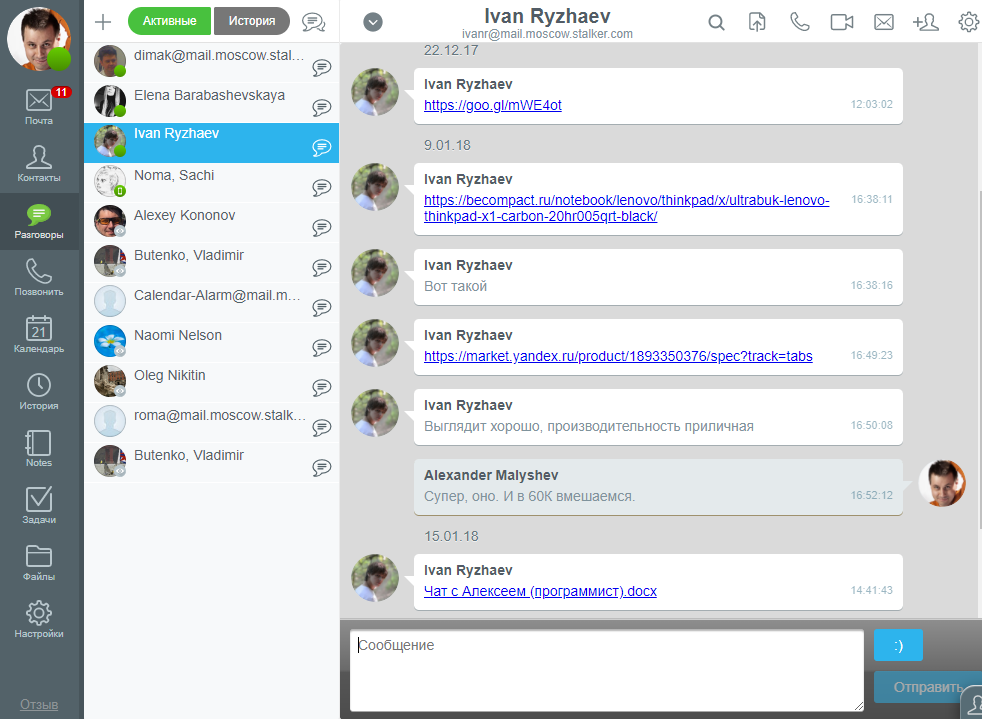 11
Почта
Контакты
Разговоры
Позвонить
21
Календарь
История
Notes
Задачи
Файлы
Настройки
Отзыв
Активные
История
dimak@mail.moscow.stal...
Elena Barabashevskaya
Ivan Ryzhaev
Noma, Sachi
Alexey Kononov
Butenko, Vladimir
Calendar-Alarm@mail.m...
Naomi Nelson
Oleg Nikitin
roma@mail.moscow.stalk...
Butenko, Vladimir
Ivan Ryzhaev
ivanr@mail.moscow.stalker.com
22.12.17
Ivan Ryzhaev
https://goo.gl/mWE4ot 12:03:02
9.01.18
Ivan Ryzhaev
https://becompact.ru/notebook/lenovo/thinkpad/x/ultrabuk-lenovo- 16:38:11
thinkpad-x1-carbon-20hr005qrt-black/
Ivan Ryzhaev
Вот такой 16:38:16
Ivan Ryzhaev
https://market.yandex.ru/product/1893350376/spec?track=tabs 16:49:23
Ivan Ryzhaev
Выглядит хорошо, производительность приличная 16:50:08
Alexander Malyshev
Супер, оно. И в 60К вмешаемся. 16:52:12
15.01.18
Ivan Ryzhaev
Чат с Алексеем (программист).docx 14:41:43
Сообщение
:)
Отправить